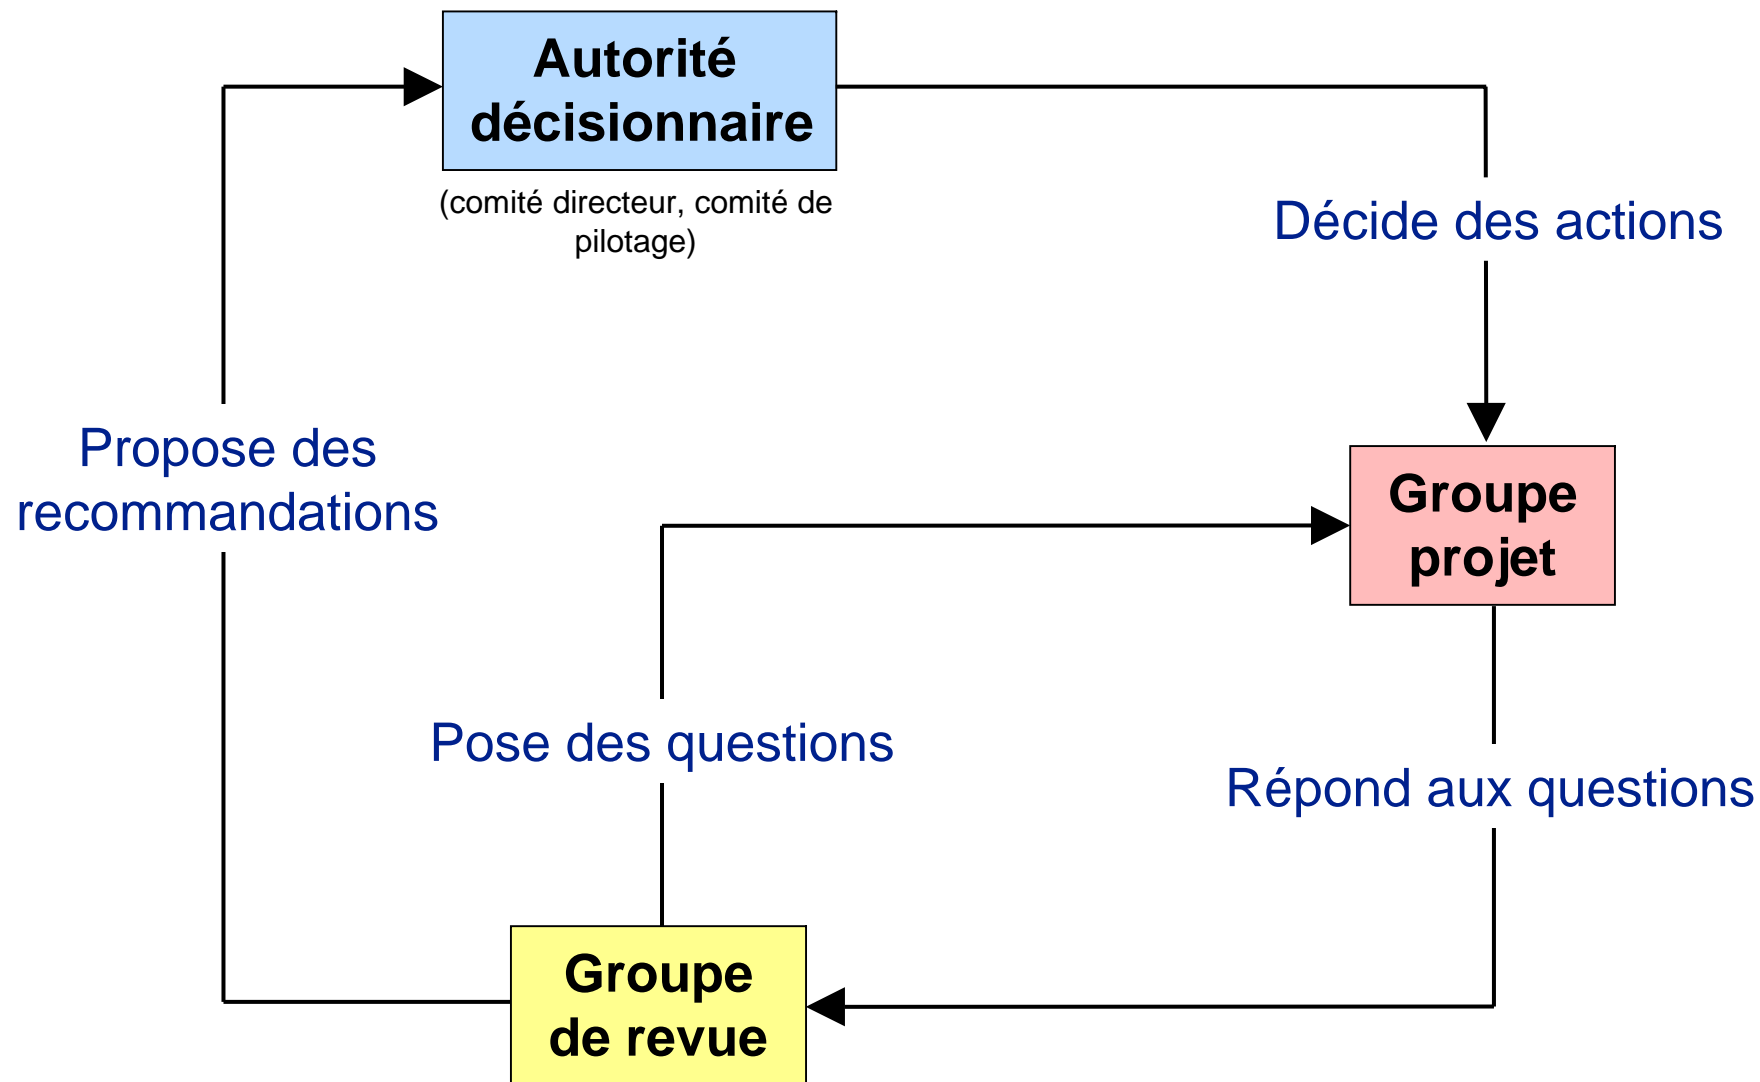 Autorité
décisionnaire
(comité directeur, comité de
pilotage)
Décide des actions
Propose des
recommandations
Groupe
projet
Pose des questions
Répond aux questions
Groupe
de revue